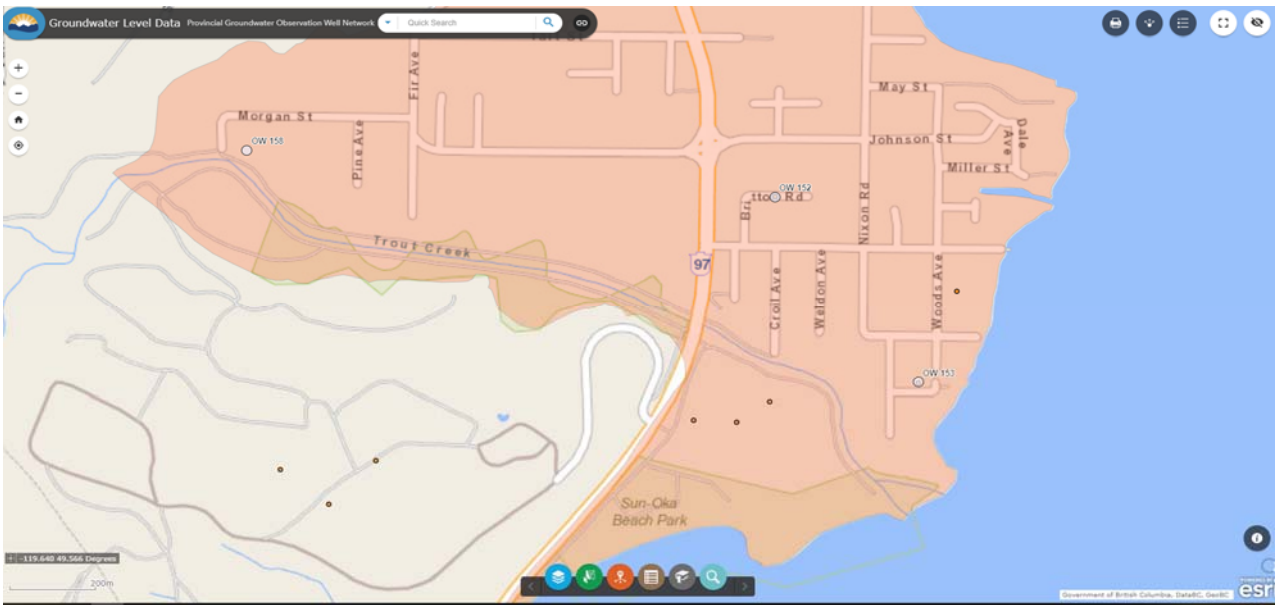 Groundwater Level Data Provincial Groundwater Observation Well Network Quick Search
Fir Ave
May St
Morgan St
OW 158
Pine Ave
Johnson St
Dale Ave
Miller St
OW 152
Britton Rd
Nixon Rd
Trout Creek
97
Croil Ave
Weldon Ave
Woods Ave
OW 153
Sun-Oka
Beach Park
-119.640 49.566 Degrees
200m
Government of British Columbia, DataBC, GeoBC
POWERED BY
esri